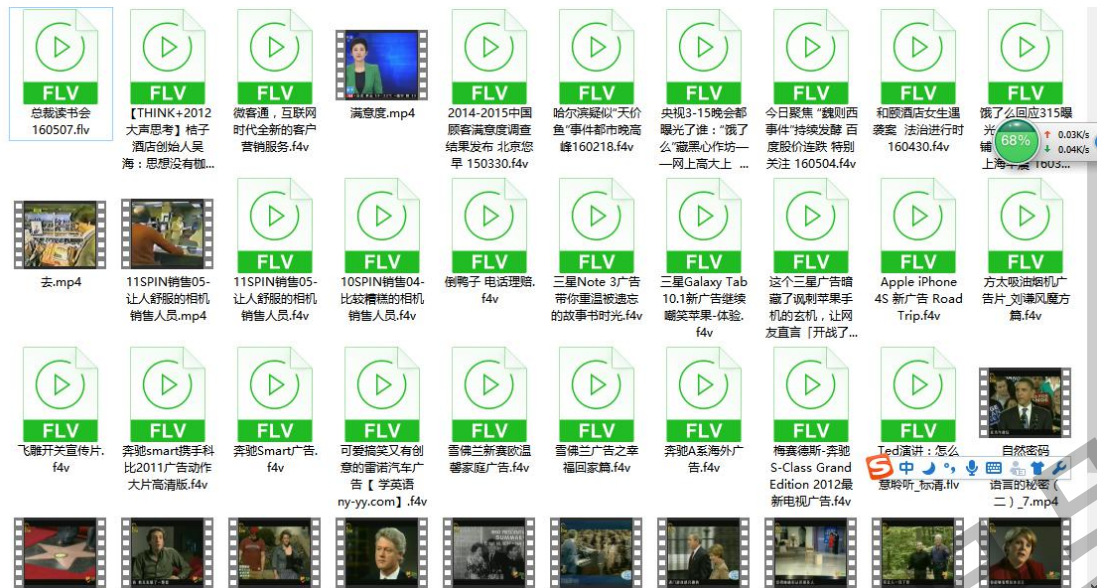 FLV
总裁读书会
160507.flv
FLV
【THINK+2012
大声思考】桔子
酒店创始人吴
海：思想没有枷...
FLV
微客通，互联网
时代全新的客户
营销服务.f4v
满意度.mp4
FLV
2014-2015中国
顾客满意度调查
结果发布 北京您
早 150330.f4v
FLV
哈尔滨疑似“天价
鱼”事件都市晚高
峰160218.f4v
FLV
央视3-15晚会都
曝光了谁：“饿了
么”藏黑心作坊—
—网上高大上 ...
FLV
今日聚焦 “魏则西
事件”持续发酵 百
度股价连跌 特别
关注 160504.f4v
FLV
和颐酒店女生遇
袭案 法治进行时
160430.f4v
FLV
饿了么回应315曝
光
铺
上海
1603...
68%
0.03K/s
0.04K/s
去.mp4
11SPIN销售05-
让人舒服的相机
销售人员.mp4
FLV
11SPIN销售05-
让人舒服的相机
销售人员.f4v
FLV
10SPIN销售04-
比较糟糕的相机
销售人员.f4v
FLV
倒鸭子 电话理赔.
f4v
FLV
三星Note 3广告
带你重温被遗忘
的故事书时光.f4v
FLV
三星Galaxy Tab
10.1新广告继续
嘲笑苹果-体验.
f4v
FLV
这个三星广告暗
藏了讽刺苹果手
机的玄机，让网
友直言「开战了...
FLV
Apple iPhone
4S 新广告 Road
Trip.f4v
FLV
方太吸油烟机广
告片_刘谦风魔方
篇.f4v
FLV
飞雕开关宣传片.
f4v
FLV
奔驰smart携手科
比2011广告动作
大片高清版.f4v
FLV
奔驰Smart广告.
f4v
FLV
可爱搞笑又有创
意的雷诺汽车广
告【 学英语
ny-yy.com】.f4v
FLV
雪佛兰新赛欧温
馨家庭广告.f4v
FLV
雪佛兰广告之幸
福回家篇.f4v
FLV
奔驰A系海外广
告.f4v
FLV
梅赛德斯-奔驰
S-Class Grand
Edition 2012最
新电视广告.f4v
FLV
Ted演讲：怎么
意聆听_标清.flv
自然密码
语言的秘密（
二）_7.mp4
中